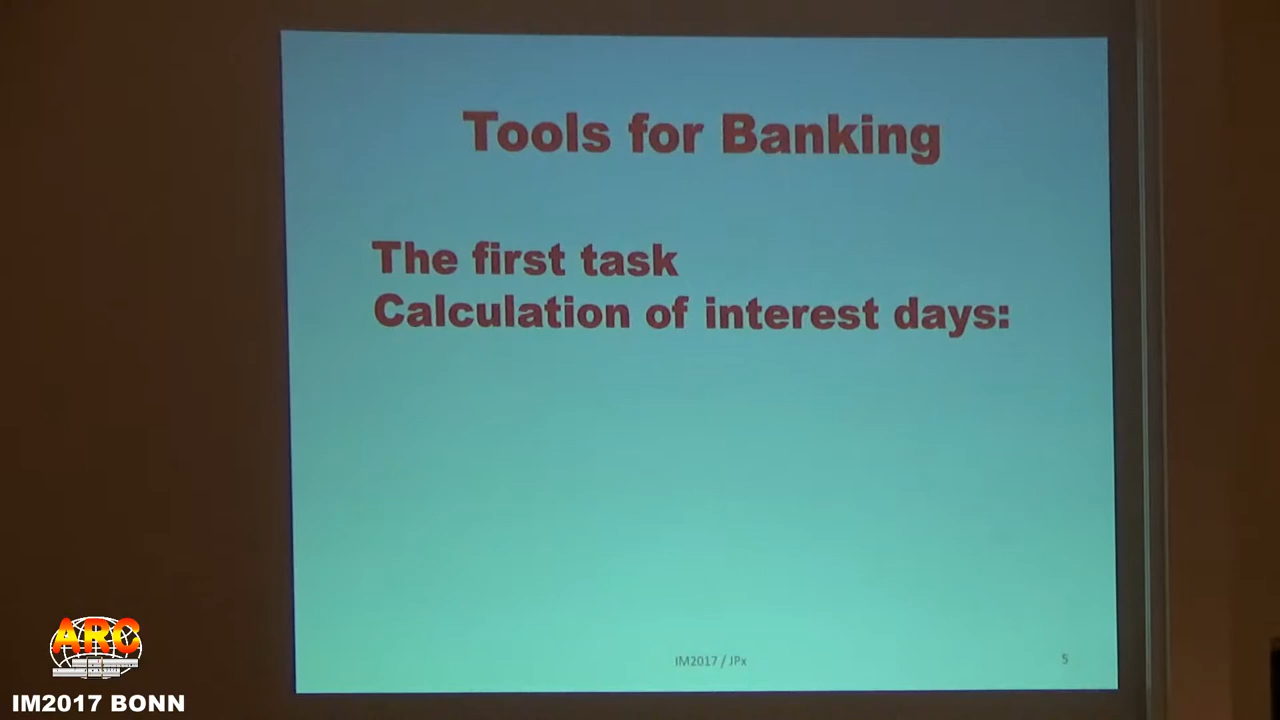 Tools for Banking
The first task
Calculation of interest days:
IM2017 / JPx
5
ARC
IM2017 BONN